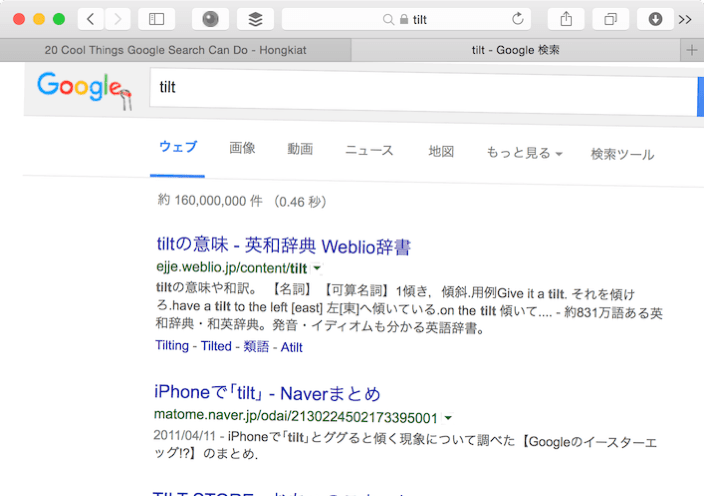 tilt
20 Cool Things Google Search Can Do - Hongkiat
tilt - Google 検索
Google
tilt
ウェブ 画像 動画 ニュース 地図 もっと見る 検索ツール
約 160,000,000 件 （0.46 秒）
tiltの意味 - 英和辞典 Weblio辞書
ejje.weblio.jp/content/tilt
tiltの意味や和訳。 【名詞】【可算名詞】1傾き，傾斜.用例Give it a tilt. それを傾け
ろ.have a tilt to the left [east] 左[東]へ傾いている.on the tilt 傾いて.... - 約831万語ある英
和辞典・和英辞典。発音・イディオムも分かる英語辞書。
Tilting - Tilted - 類語 - Atilt
iPhoneで「tilt」 - Naverまとめ
matome.naver.jp/odai/2130224502173395001
2011/04/11 - iPhoneで「tilt」とググると傾く現象について調べた【Googleのイースターエ
ッグ!?】のまとめ.